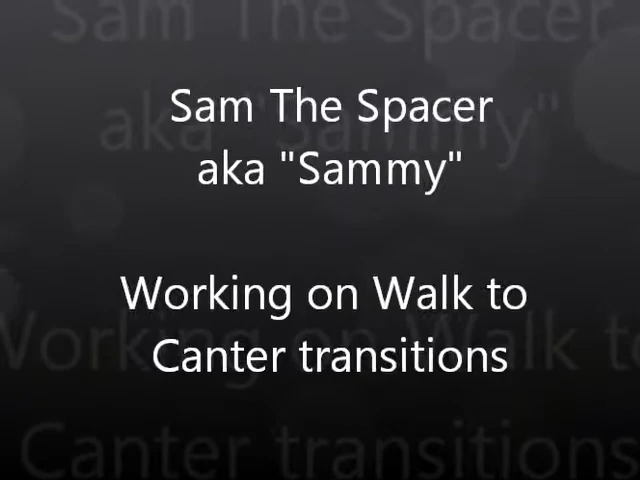 Sam The Spacer
aka "Sammy"
Working on Walk to
Canter transitions